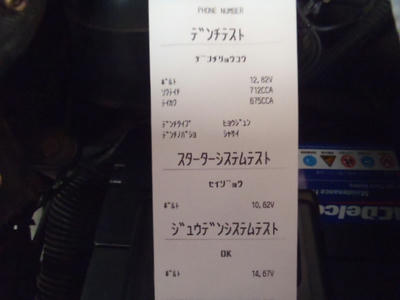 PHONE NUMBER
ﾃﾞﾝﾁﾃｽﾄ
ﾃﾞﾝﾁﾘｮｳｺｳ
ﾎﾞﾙﾄ 12.62V
ｿｸﾃｲﾁ 712CCA
ﾃｲｶｸ 675CCA
ﾃﾞﾝﾁﾀｲﾌﾟ ﾋｮｳｼﾞｭﾝ
ﾃﾞﾝﾁﾉﾊﾞｼｮ ｼｬｻｲ
ｽﾀｰﾀｰｼｽﾃﾑﾃｽﾄ
ｾｲｼﾞｮｳ
ﾎﾞﾙﾄ 10.62V
ｼﾞｭｳﾃﾞﾝｼｽﾃﾑﾃｽﾄ
OK
ﾎﾞﾙﾄ 14.67V
ACDelco